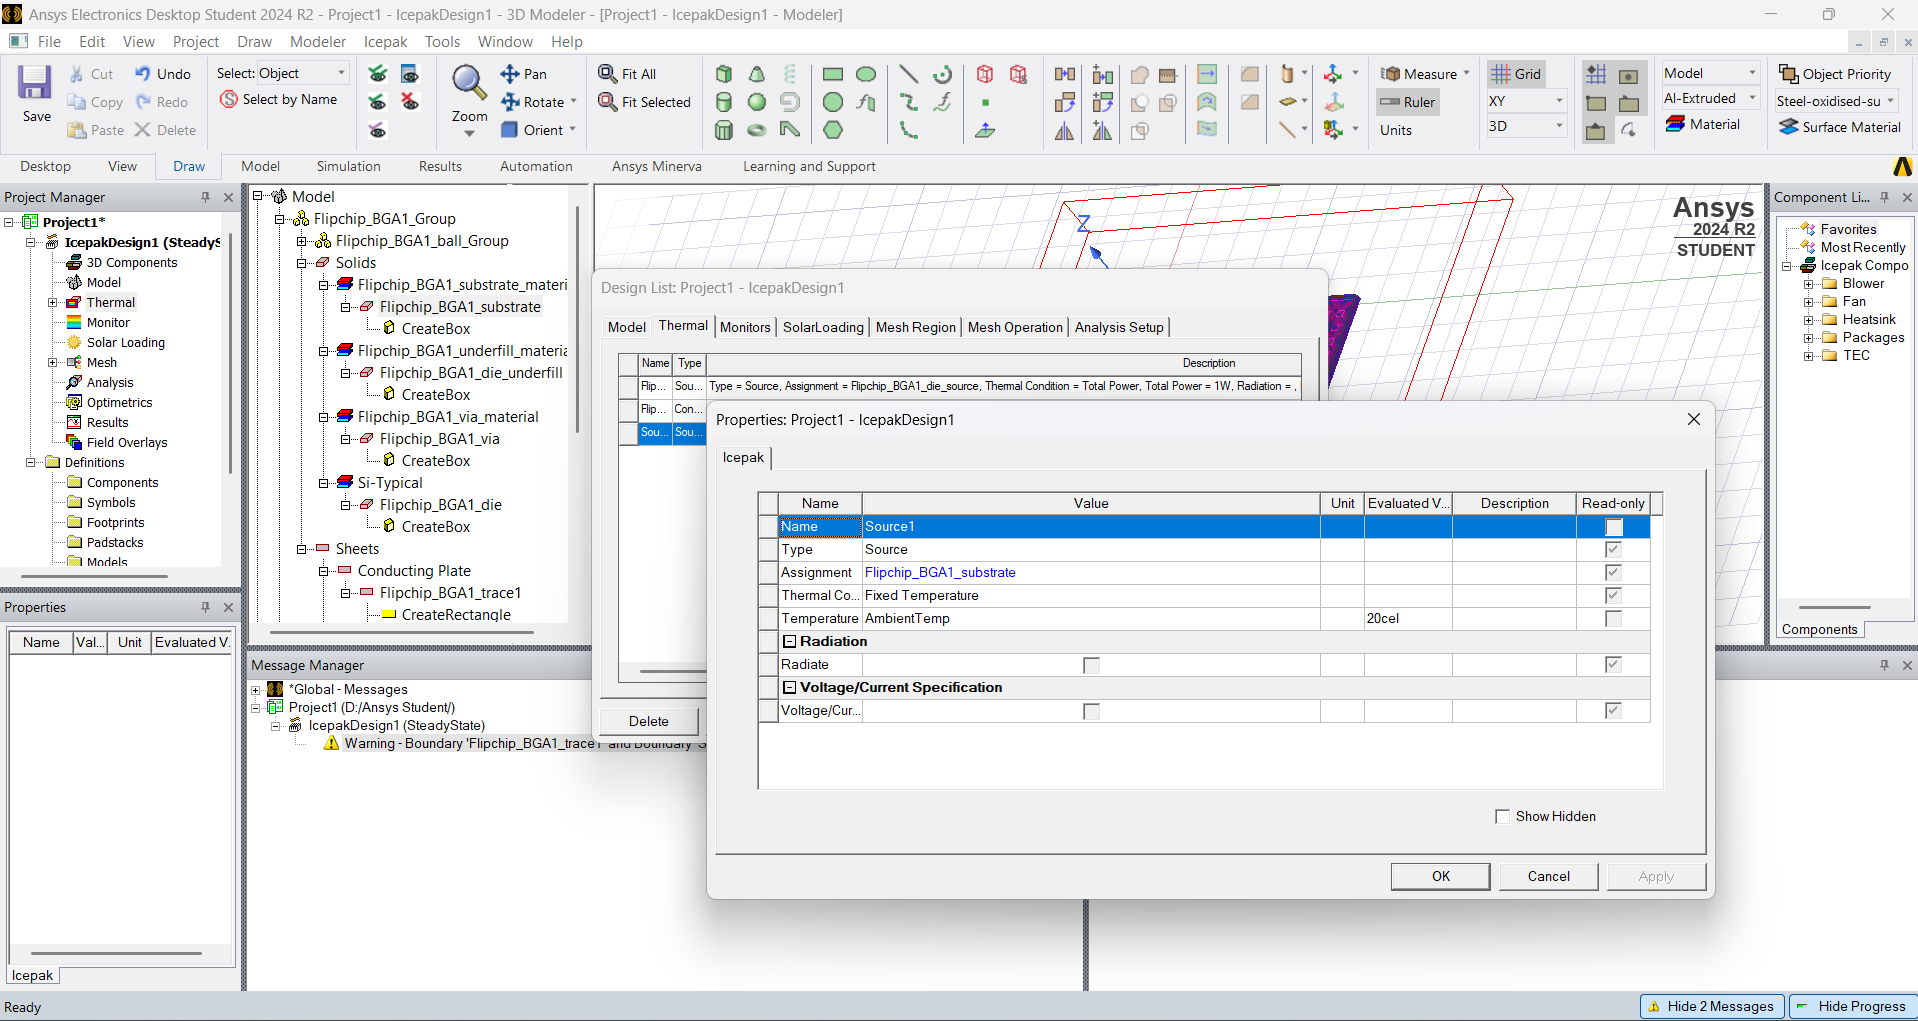 Ansys Electronics Desktop Student 2024 R2 - Project1 - IcepakDesign1 - 3D Modeler - [Project1 - IcepakDesign1 - Modeler]
File Edit View Project Draw Modeler Icepak Tools Window Help
Save
Cut
Copy
Paste
Undo
Redo
Delete
Select: Object
Select by Name
Zoom
Pan
Rotate
Orient
Fit All
Fit Selected
Measure
Ruler
Units
Grid
XY
3D
Model
Al-Extruded
Material
Object Priority
Steel-oxidised-su
Surface Material
Desktop View Draw Model Simulation Results Automation Ansys Minerva Learning and Support
Project Manager
Project1*
IcepakDesign1 (SteadyS
3D Components
Model
Thermal
Monitor
Solar Loading
Mesh
Analysis
Optimetrics
Results
Field Overlays
Definitions
Components
Symbols
Footprints
Padstacks
Models
Properties
Name Val... Unit Evaluated V.
Icepak
Model
Flipchip_BGA1_Group
Flipchip_BGA1_ball_Group
Solids
Flipchip_BGA1_substrate_materi
Flipchip_BGA1_substrate
CreateBox
Flipchip_BGA1_underfill_materia
Flipchip_BGA1_die_underfill
CreateBox
Flipchip_BGA1_via_material
Flipchip_BGA1_via
CreateBox
Si-Typical
Flipchip_BGA1_die
CreateBox
Sheets
Conducting Plate
Flipchip_BGA1_trace1
CreateRectangle
Z
Ansys
2024 R2
STUDENT
Component Li...
Favorites
Most Recently
Icepak Compo
Blower
Fan
Heatsink
Packages
TEC
Components
Message Manager
*Global - Messages
Project1 (D:/Ansys Student/)
IcepakDesign1 (SteadyState)
Warning - Boundary 'Flipchip_BGA1_trace1' and Boundary 'S
Design List: Project1 - IcepakDesign1
Model Thermal Monitors SolarLoading Mesh Region Mesh Operation Analysis Setup
Name Type Description
Flip... Sou... Type = Source, Assignment = Flipchip_BGA1_die_source, Thermal Condition = Total Power, Total Power = 1W, Radiation = ,
Flip... Con...
Sou... Sou...
Delete
Properties: Project1 - IcepakDesign1
Icepak
Name Value Unit Evaluated V... Description Read-only
Name Source1
Type Source
Assignment Flipchip_BGA1_substrate
Thermal Co... Fixed Temperature
Temperature AmbientTemp 20cel
Radiation
Radiate
Voltage/Current Specification
Voltage/Cur...
Show Hidden
OK Cancel Apply
Ready
Hide 2 Messages
Hide Progress